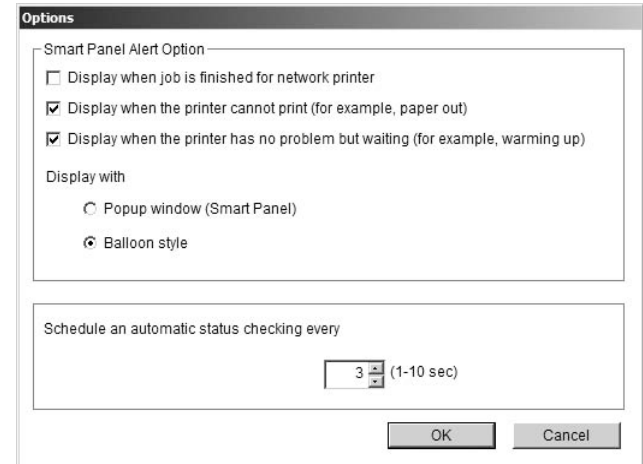 Options
Smart Panel Alert Option
Display when job is finished for network printer
Display when the printer cannot print (for example, paper out)
Display when the printer has no problem but waiting (for example, warming up)
Display with
Popup window (Smart Panel)
Balloon style
Schedule an automatic status checking every
3 (1-10 sec)
OK Cancel